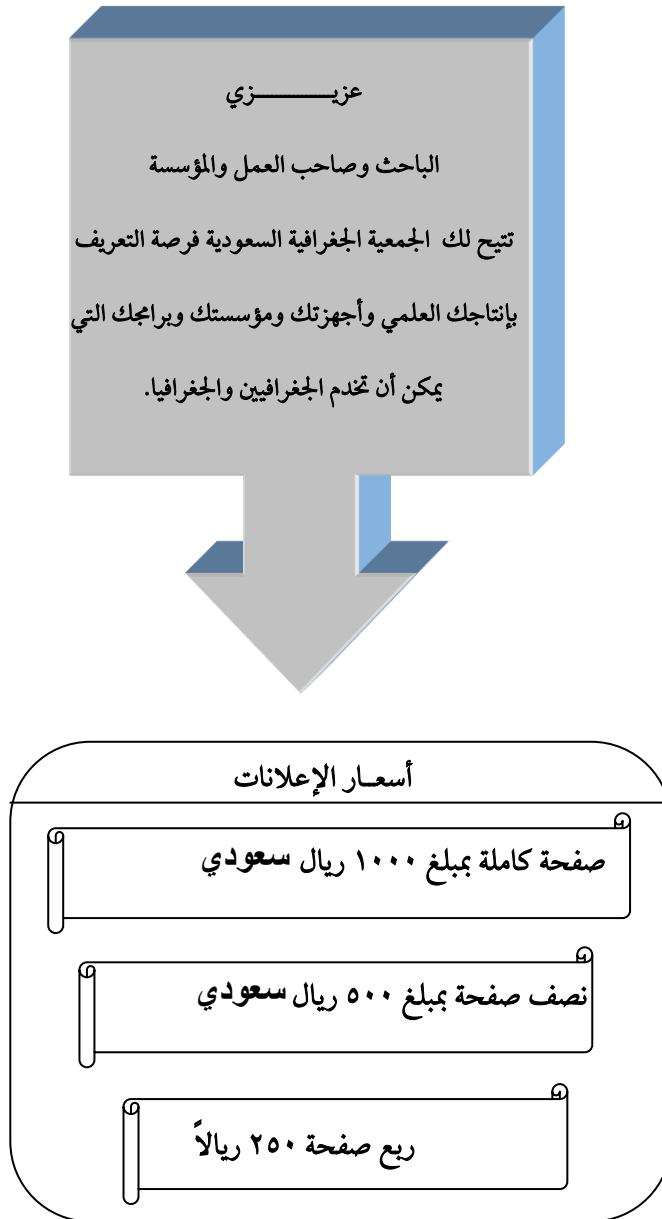 عزيـــــــــزي
الباحث وصاحب العمل والمؤسسة
تتيح لك الجمعية الجغرافية السعودية فرصة التعريف
بإنتاجك العلمي وأجهزتك ومؤسستك وبرامجك التي
يمكن أن تخدم الجغرافيين والجغرافيا.
أسعــار الإعلانات
صفحة كاملة بمبلغ ١٠٠٠ ريال سعودي
نصف صفحة بمبلغ ٥٠٠ ريال سعودي
ربع صفحة ٢٥٠ ريالاً